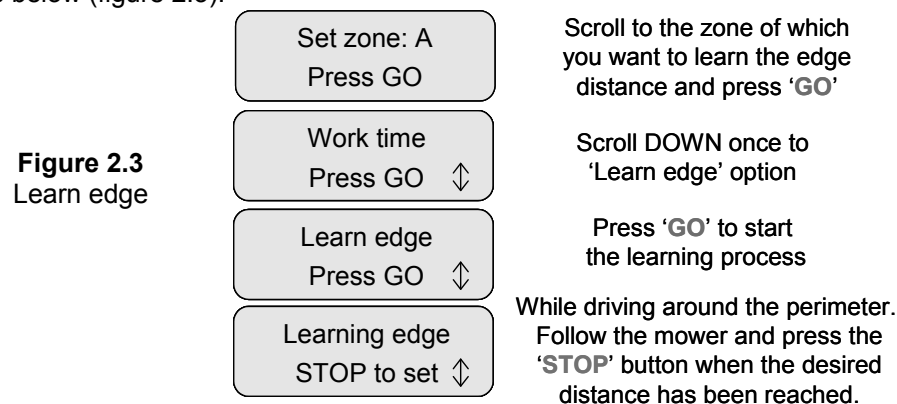 below (figure 2.3).
Set zone: A
Press GO
Scroll to the zone of which
you want to learn the edge
distance and press ‘GO’
Figure 2.3
Learn edge
Work time
Press GO ↕
Scroll DOWN once to
‘Learn edge’ option
Learn edge
Press GO ↕
Press ‘GO’ to start
the learning process
Learning edge
STOP to set ↕
While driving around the perimeter.
Follow the mower and press the
‘STOP’ button when the desired
distance has been reached.